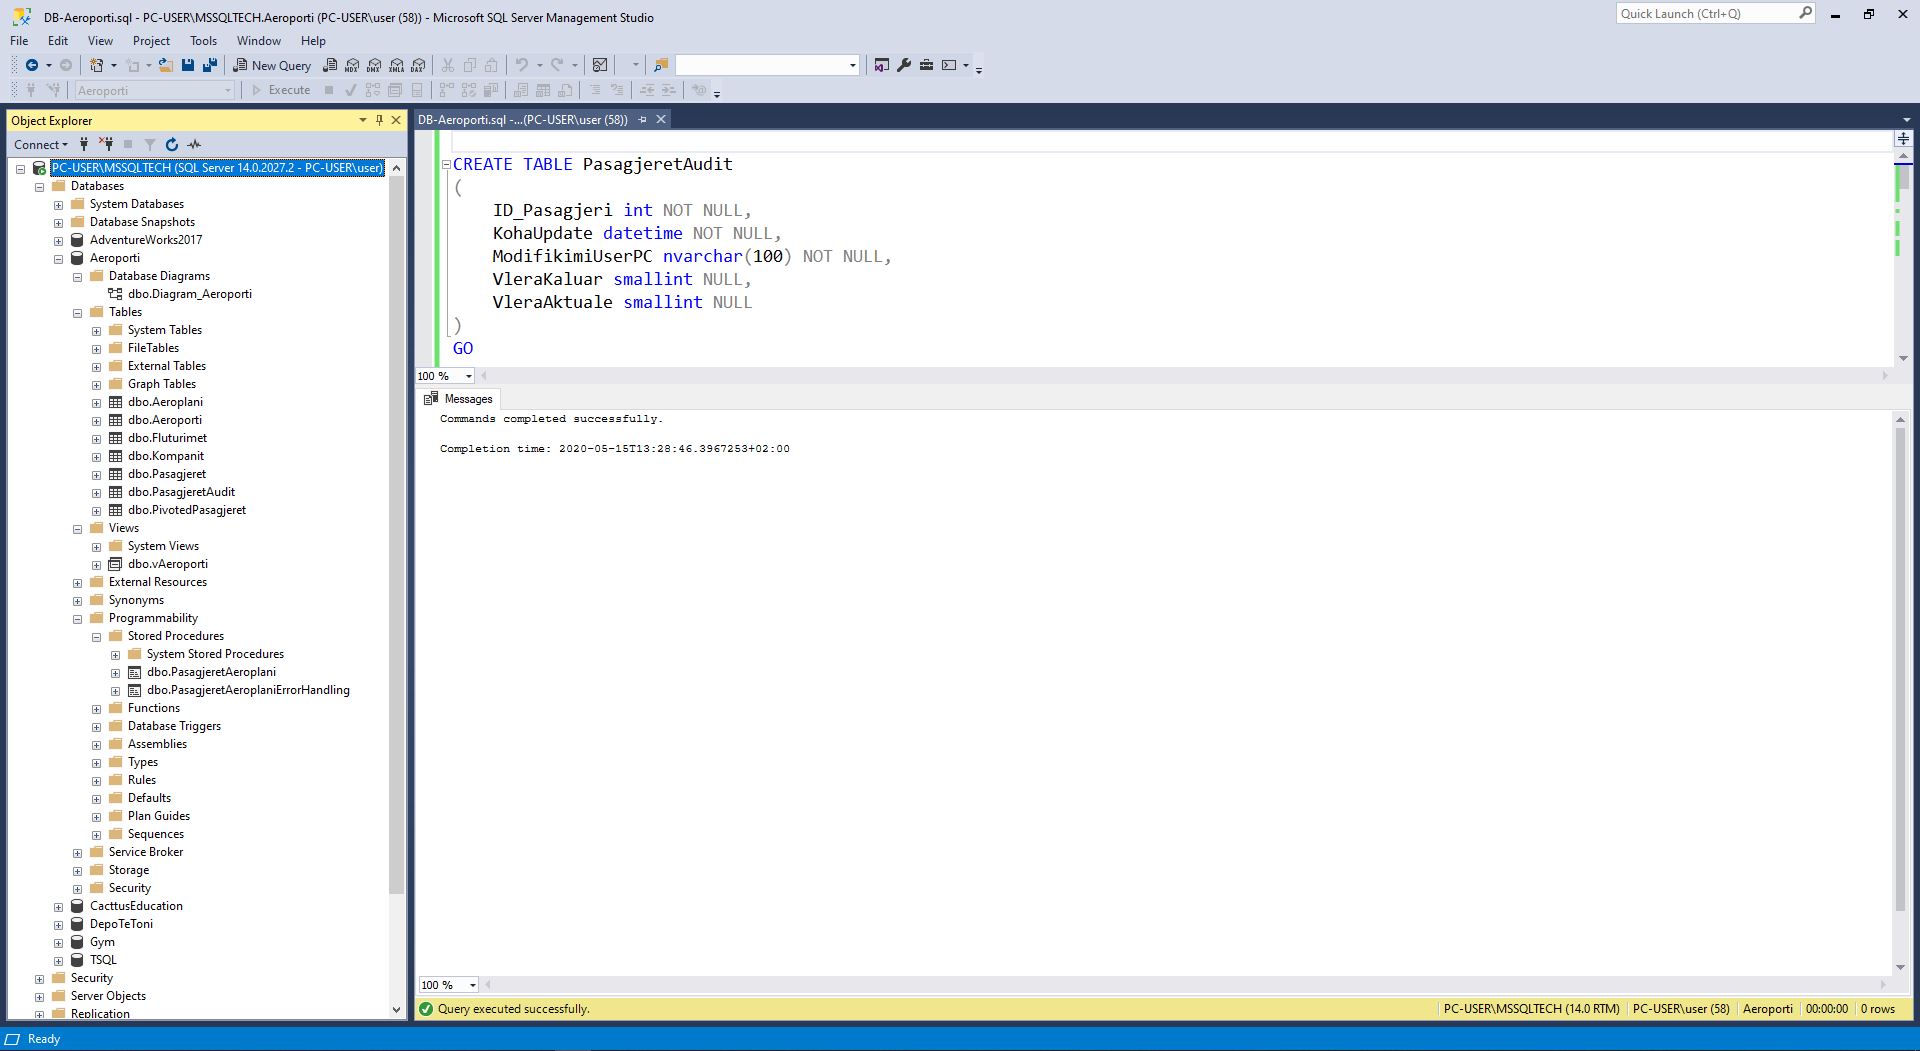 DB-Aeroporti.sql - PC-USER\MSSQLTECH.Aeroporti (PC-USER\user (58)) - Microsoft SQL Server Management Studio
Quick Launch (Ctrl+Q)
File Edit View Project Tools Window Help
New Query
Aeroporti
Execute
Object Explorer
Connect
PC-USER\MSSQLTECH (SQL Server 14.0.2027.2 - PC-USER\user)
Databases
System Databases
Database Snapshots
AdventureWorks2017
Aeroporti
Database Diagrams
dbo.Diagram_Aeroporti
Tables
System Tables
FileTables
External Tables
Graph Tables
dbo.Aeroplani
dbo.Aeroporti
dbo.Fluturimet
dbo.Kompanit
dbo.Pasagjeret
dbo.PasagjeretAudit
dbo.PivotedPasagjeret
Views
System Views
dbo.vAeroporti
External Resources
Synonyms
Programmability
Stored Procedures
System Stored Procedures
dbo.PasagjeretAeroplani
dbo.PasagjeretAeroplaniErrorHandling
Functions
Database Triggers
Assemblies
Types
Rules
Defaults
Plan Guides
Sequences
Service Broker
Storage
Security
CacttusEducation
DepoTeToni
Gym
TSQL
Security
Server Objects
Replication
DB-Aeroporti.sql -...(PC-USER\user (58))
CREATE TABLE PasagjeretAudit
(
ID_Pasagjeri int NOT NULL,
KohaUpdate datetime NOT NULL,
ModifikimiUserPC nvarchar(100) NOT NULL,
VleraKaluar smallint NULL,
VleraAktuale smallint NULL
)
GO
100 %
Messages
Commands completed successfully.
Completion time: 2020-05-15T13:28:46.3967253+02:00
100 %
Query executed successfully.
PC-USER\MSSQLTECH (14.0 RTM) PC-USER\user (58) Aeroporti 00:00:00 0 rows
Ready